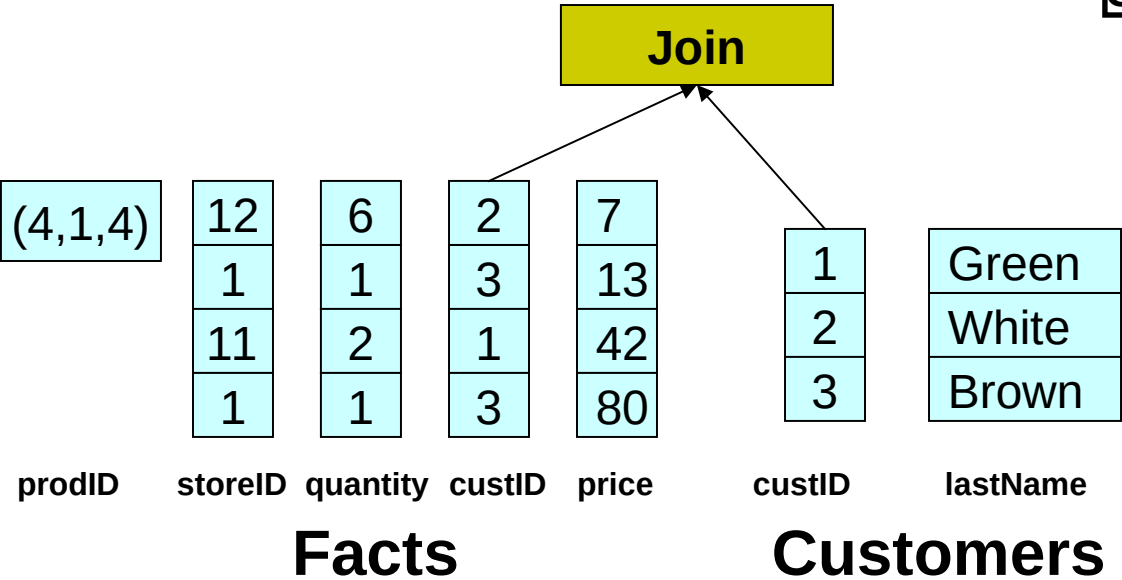 Join
(4,1,4)
12 6 2 7
1 1 3 13
11 2 1 42
1 1 3 80
1 Green
2 White
3 Brown
prodID storeID quantity custID price custID lastName
Facts Customers